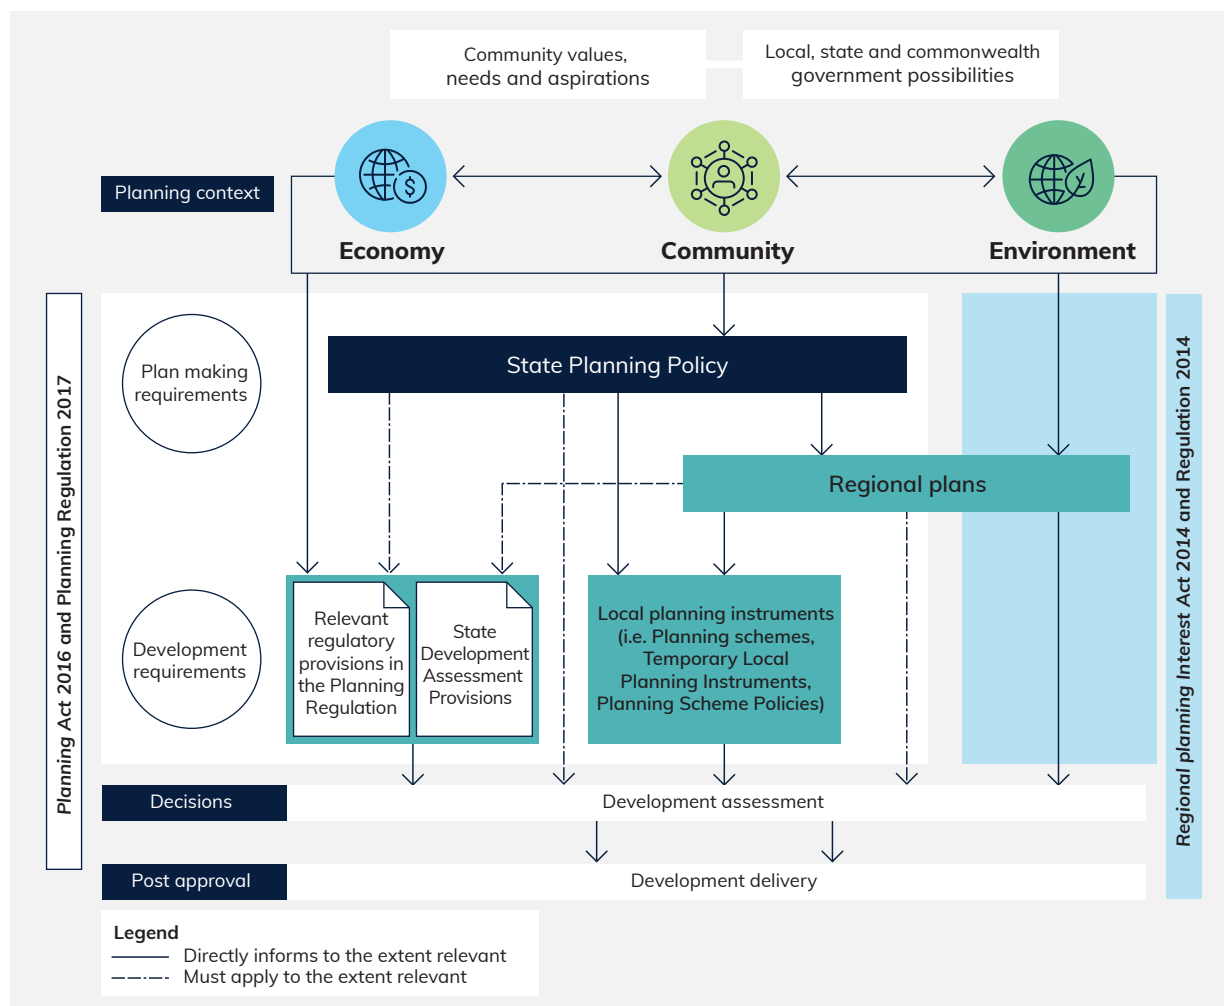 Community values,
needs and aspirations
Local, state and commonwealth
government possibilities
Planning context
$
Economy
Community
Environment
Planning Act 2016 and Planning Regulation 2017
Regional planning Interest Act 2014 and Regulation 2014
Plan making
requirements
State Planning Policy
Regional plans
Development
requirements
Relevant
regulatory
provisions in
the Planning
Regulation
State
Development
Assessment
Provisions
Local planning instruments
(i.e. Planning schemes,
Temporary Local
Planning Instruments,
Planning Scheme Policies)
Decisions
Development assessment
Post approval
Development delivery
Legend
Directly informs to the extent relevant
Must apply to the extent relevant